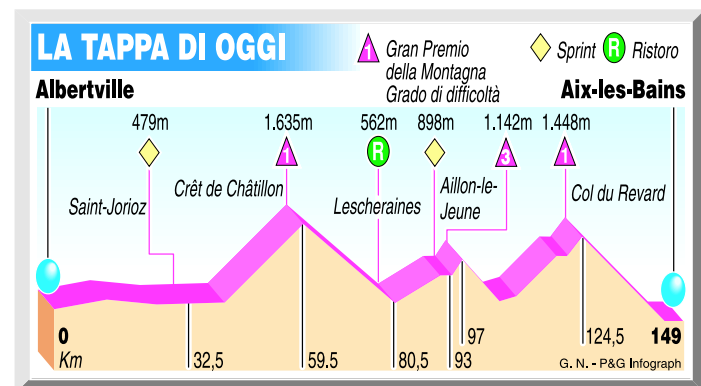 LA TAPPA DI OGGI
1 Gran Premio
della Montagna
Grado di difficoltà
Sprint R Ristoro
Albertville
Aix-les-Bains
479m 1.635m 562m 898m 1.142m 1.448m
1 R 3 1
Saint-Jorioz
Crêt de Châtillon
Lescheraines
Aillon-le-
Jeune
Col du Revard
0 97 124,5 149
Km 32,5 59.5 80,5 93
G. N. - P&G Infograph